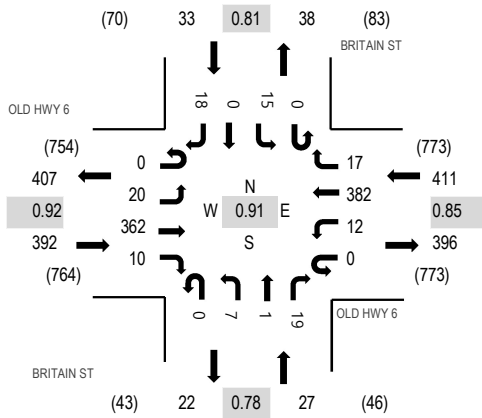 (70) 33 0.81 38 (83)
BRITAIN ST
18 0 15 0
OLD HWY 6
(754) (773)
407 0 17 411
20 N 382
0.92 W 0.91 E 0.85
362 S 12
392 10 0 396
(764) (773)
0 7 1 19
OLD HWY 6
BRITAIN ST
(43) 22 0.78 27 (46)